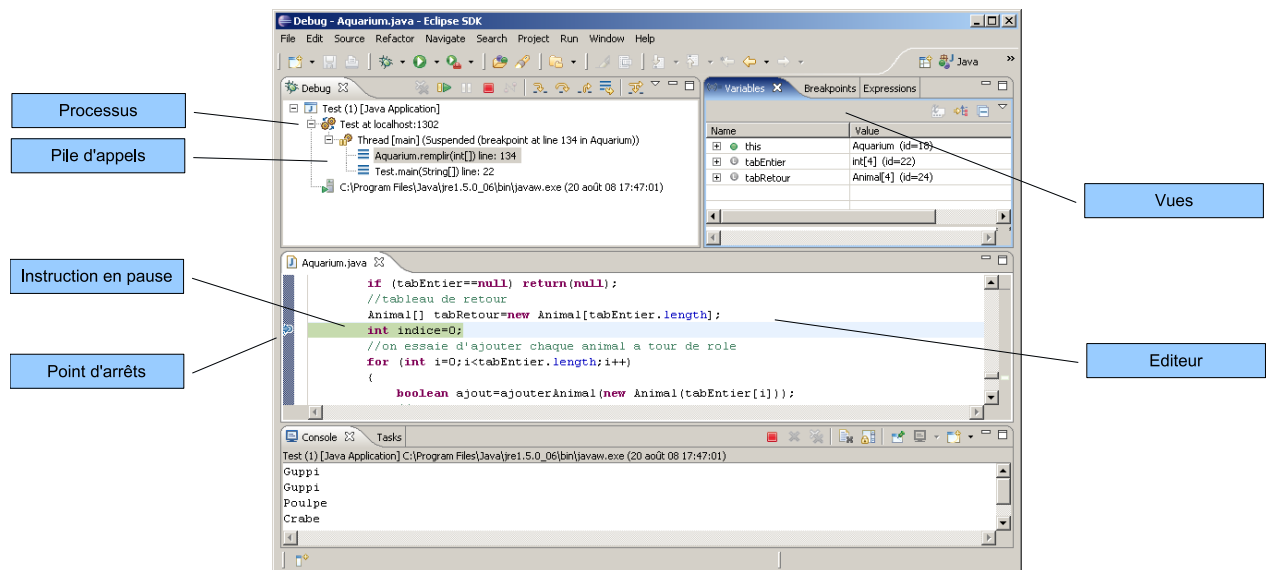 Debug - Aquarium.java - Eclipse SDK
File Edit Source Refactor Navigate Search Project Run Window Help
Java »
Processus
Pile d'appels
Instruction en pause
Point d'arrêts
Debug
Test (1) [Java Application]
Test at localhost:1302
Thread [main] (Suspended (breakpoint at line 134 in Aquarium))
Aquarium.remplir(int[]) line: 134
Test.main(String[]) line: 22
C:\Program Files\Java\jre1.5.0_06\bin\javaw.exe (20 août 08 17:47:01)
Variables Breakpoints Expressions
Name Value
this Aquarium (id=18)
tabEntier int[4] (id=22)
tabRetour Animal[4] (id=24)
Vues
Editeur
Aquarium.java
if (tabEntier==null) return(null);
//tableau de retour
Animal[] tabRetour=new Animal[tabEntier.length];
int indice=0;
//on essaie d'ajouter chaque animal a tour de role
for (int i=0;i<tabEntier.length;i++)
{
boolean ajout=ajouterAnimal(new Animal(tabEntier[i]));
Console Tasks
Test (1) [Java Application] C:\Program Files\Java\jre1.5.0_06\bin\javaw.exe (20 août 08 17:47:01)
Guppi
Guppi
Poulpe
Crabe